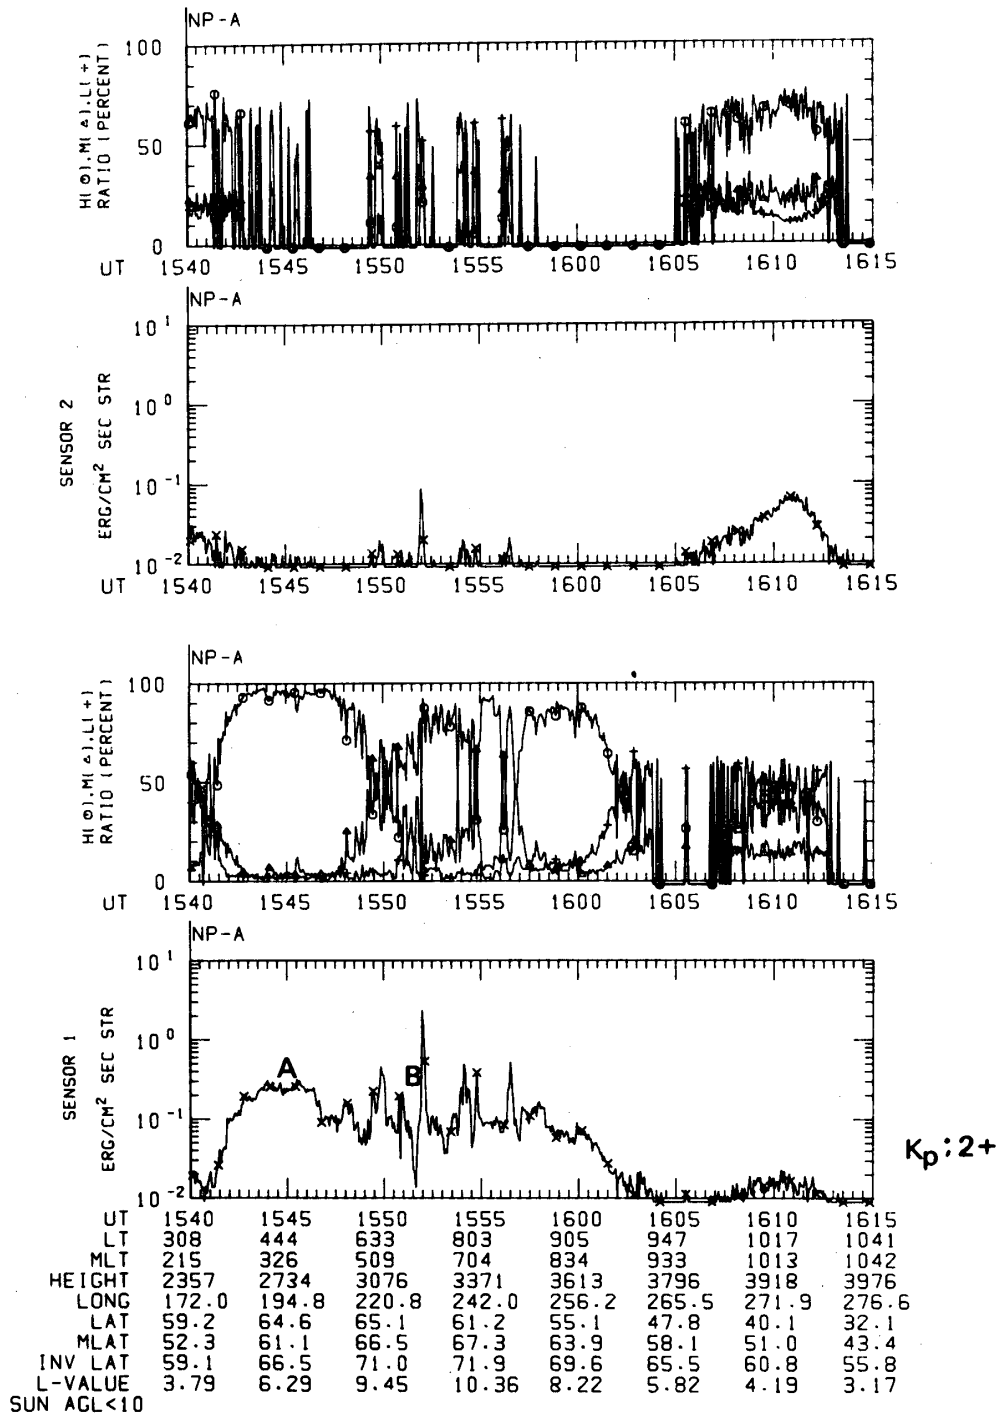 NP-A
100
50
0
H(⊙).M(△).L(+)
RATIO (PERCENT)
UT 1540 1545 1550 1555 1600 1605 1610 1615
NP-A
10¹
10⁰
10⁻¹
10⁻²
SENSOR 2
ERG/CM² SEC STR
UT 1540 1545 1550 1555 1600 1605 1610 1615
NP-A
100
50
0
H(⊙).M(△).L(+)
RATIO (PERCENT)
UT 1540 1545 1550 1555 1600 1605 1610 1615
NP-A
10¹
10⁰
10⁻¹
10⁻²
SENSOR 1
ERG/CM² SEC STR
A
B
Kp:2+
UT 1540 1545 1550 1555 1600 1605 1610 1615
LT 308 444 633 803 905 947 1017 1041
MLT 215 326 509 704 834 933 1013 1042
HEIGHT 2357 2734 3076 3371 3613 3796 3918 3976
LONG 172.0 194.8 220.8 242.0 256.2 265.5 271.9 276.6
LAT 59.2 64.6 65.1 61.2 55.1 47.8 40.1 32.1
MLAT 52.3 61.1 66.5 67.3 63.9 58.1 51.0 43.4
INV LAT 59.1 66.5 71.0 71.9 69.6 65.5 60.8 55.8
L-VALUE 3.79 6.29 9.45 10.36 8.22 5.82 4.19 3.17
SUN AGL<10